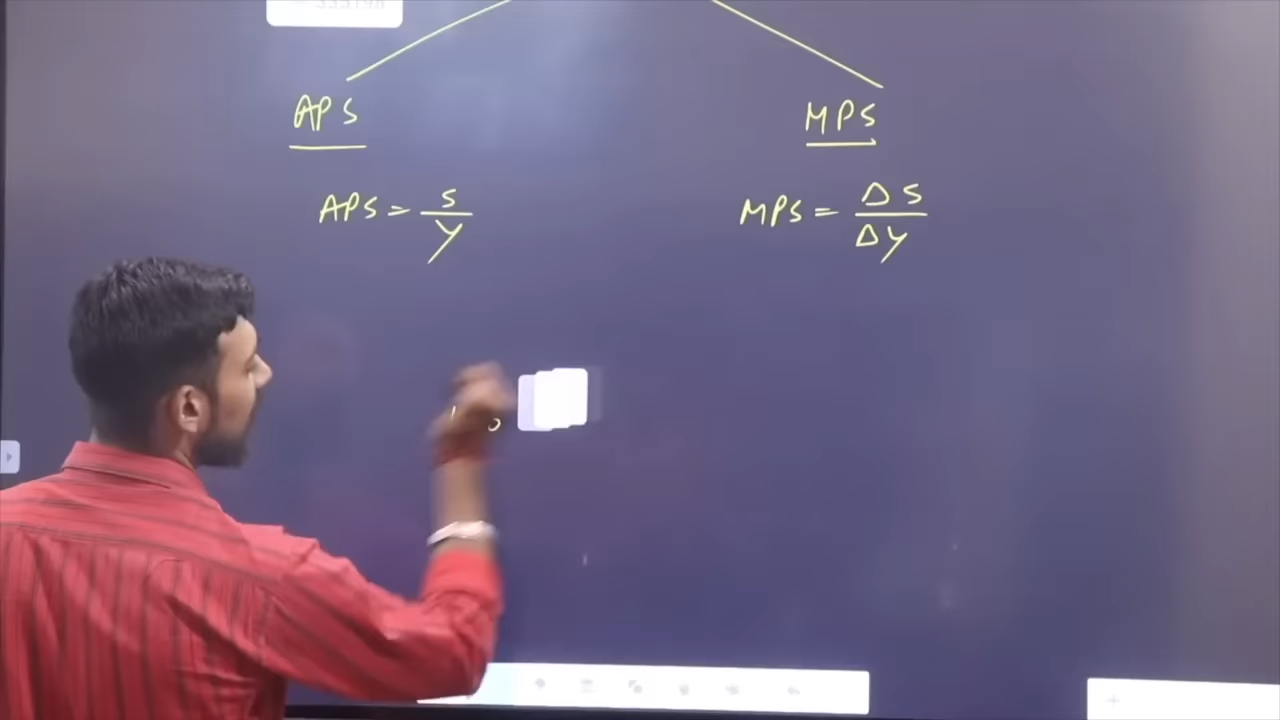 APS
MPS
APS = S/Y
MPS = ΔS/ΔY